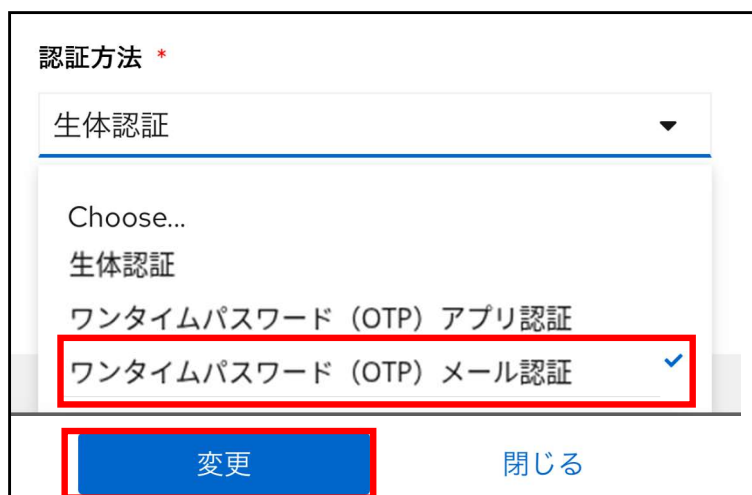 認証方法 *
生体認証
Choose...
生体認証
ワンタイムパスワード（OTP）アプリ認証
ワンタイムパスワード（OTP）メール認証
変更 閉じる